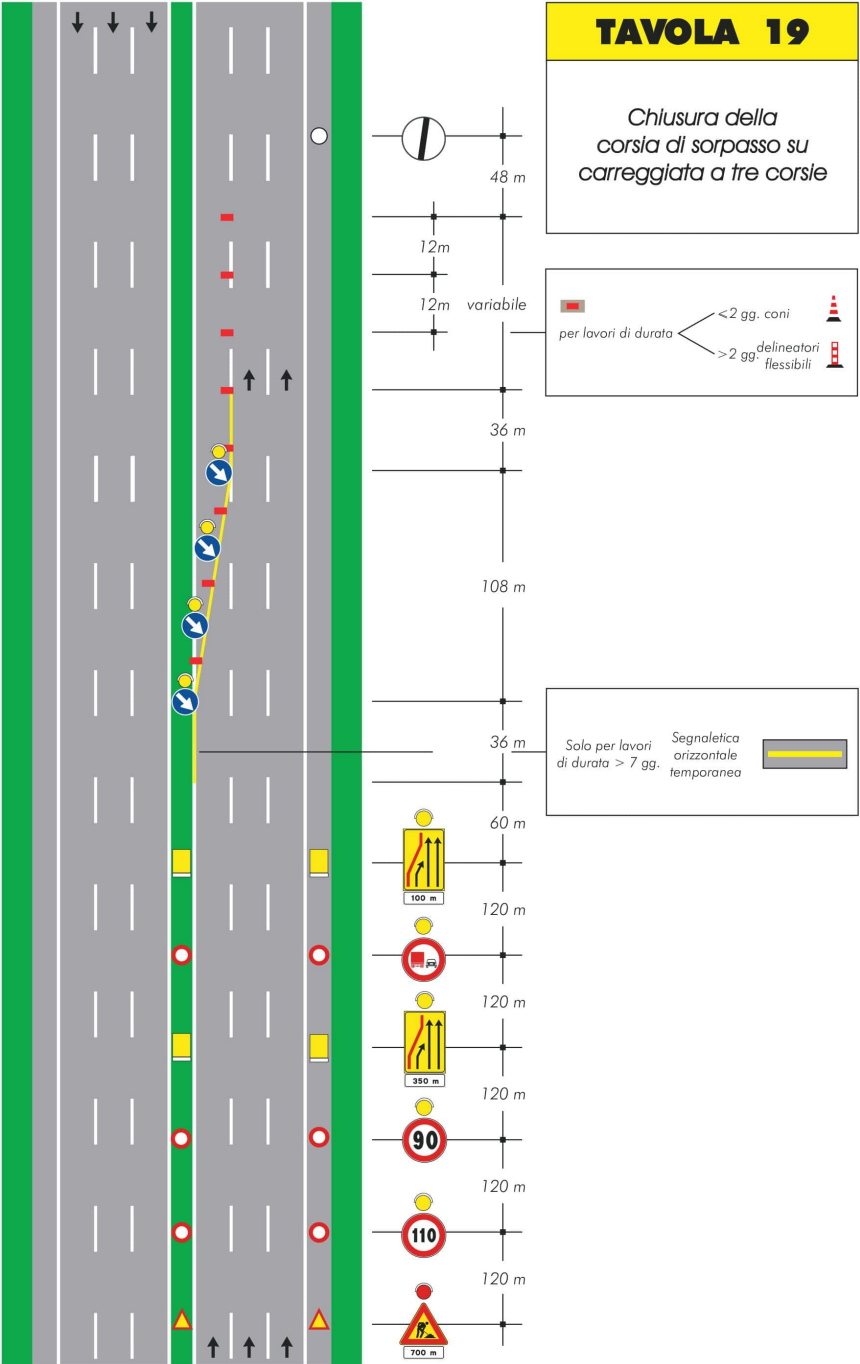 TAVOLA 19
Chiusura della
corsia di sorpasso su
carreggiata a tre corsie
48 m
12m
12m
variabile
per lavori di durata
<2 gg. coni
>2 gg. delineatori
flessibili
36 m
108 m
36 m
Solo per lavori
di durata > 7 gg.
Segnaletica
orizzontale
temporanea
60 m
100 m
120 m
120 m
350 m
120 m
90
120 m
110
120 m
700 m